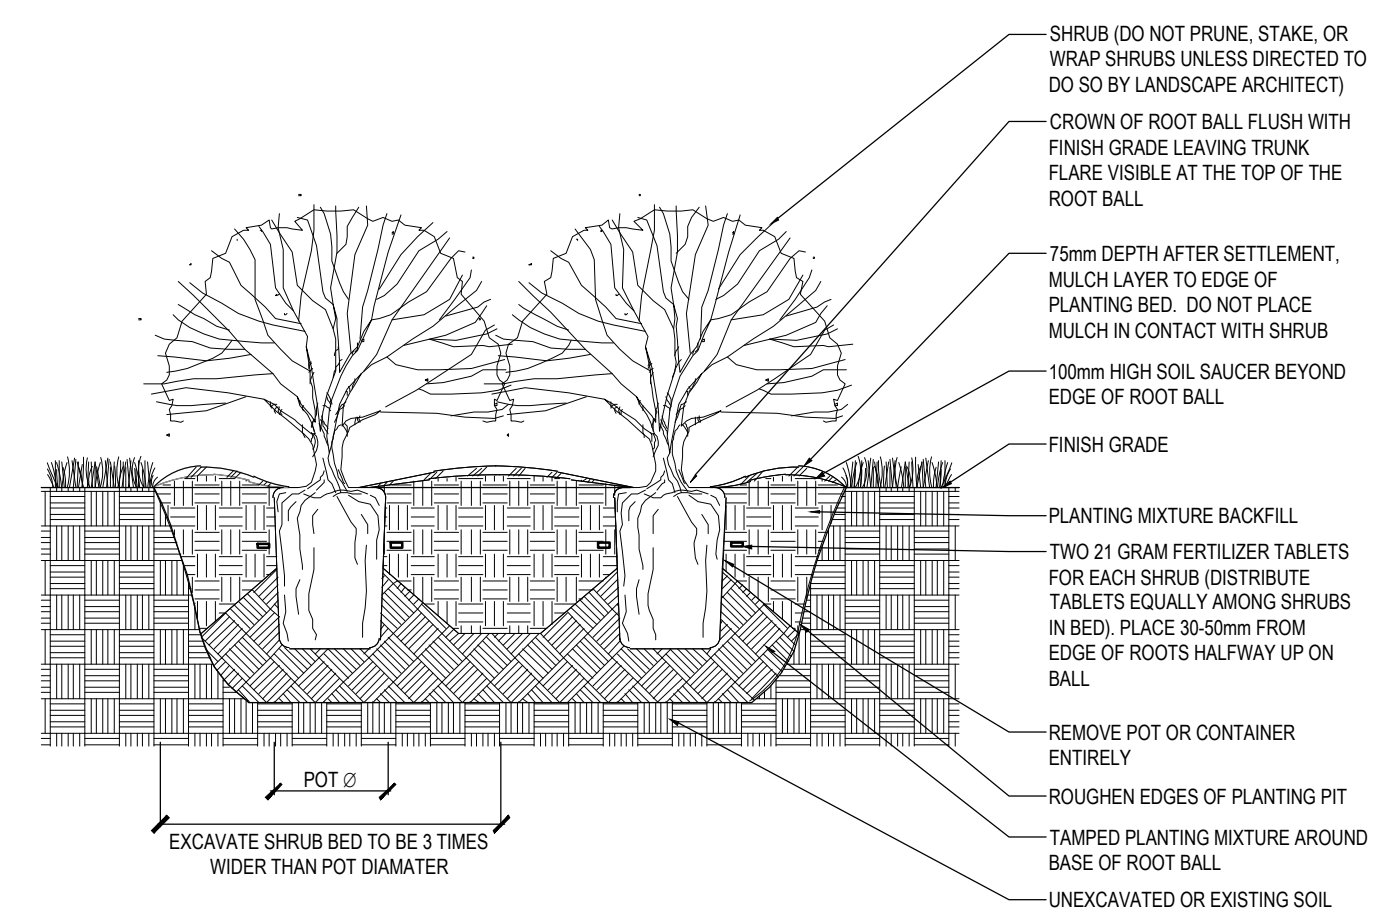 SHRUB (DO NOT PRUNE, STAKE, OR
WRAP SHRUBS UNLESS DIRECTED TO
DO SO BY LANDSCAPE ARCHITECT)
CROWN OF ROOT BALL FLUSH WITH
FINISH GRADE LEAVING TRUNK
FLARE VISIBLE AT THE TOP OF THE
ROOT BALL
75mm DEPTH AFTER SETTLEMENT,
MULCH LAYER TO EDGE OF
PLANTING BED. DO NOT PLACE
MULCH IN CONTACT WITH SHRUB
100mm HIGH SOIL SAUCER BEYOND
EDGE OF ROOT BALL
FINISH GRADE
PLANTING MIXTURE BACKFILL
TWO 21 GRAM FERTILIZER TABLETS
FOR EACH SHRUB (DISTRIBUTE
TABLETS EQUALLY AMONG SHRUBS
IN BED). PLACE 30-50mm FROM
EDGE OF ROOTS HALFWAY UP ON
BALL
REMOVE POT OR CONTAINER
ENTIRELY
ROUGHEN EDGES OF PLANTING PIT
TAMPED PLANTING MIXTURE AROUND
BASE OF ROOT BALL
UNEXCAVATED OR EXISTING SOIL
POT Ø
EXCAVATE SHRUB BED TO BE 3 TIMES
WIDER THAN POT DIAMATER